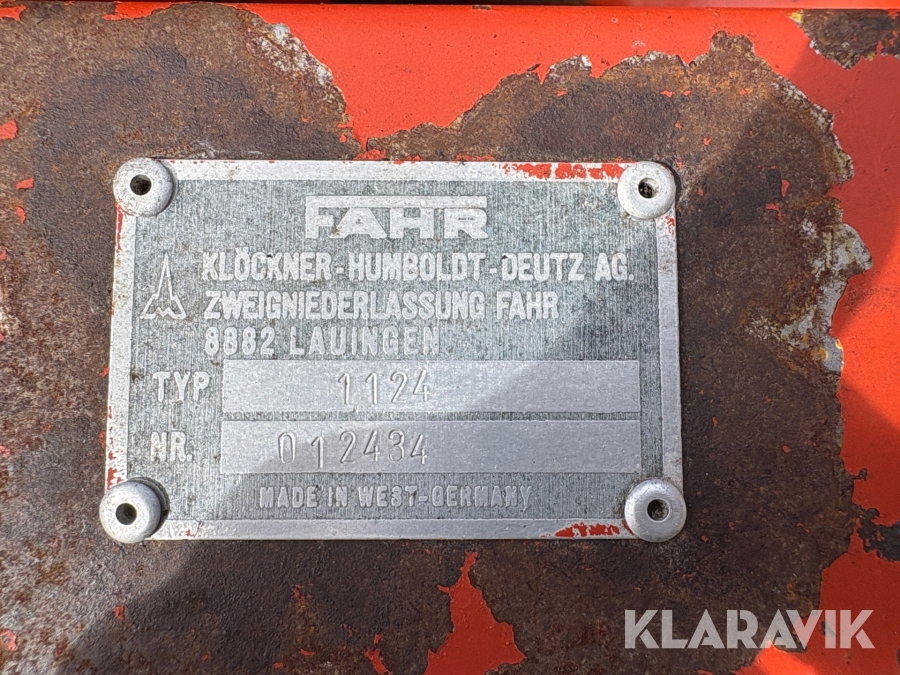 FAHR
KLÖCKNER-HUMBOLDT-DEUTZ AG.
ZWEIGNIEDERLASSUNG FAHR
8882 LAUINGEN
TYP 1124
NR. 012434
MADE IN WEST-GERMANY
KLARAVIK